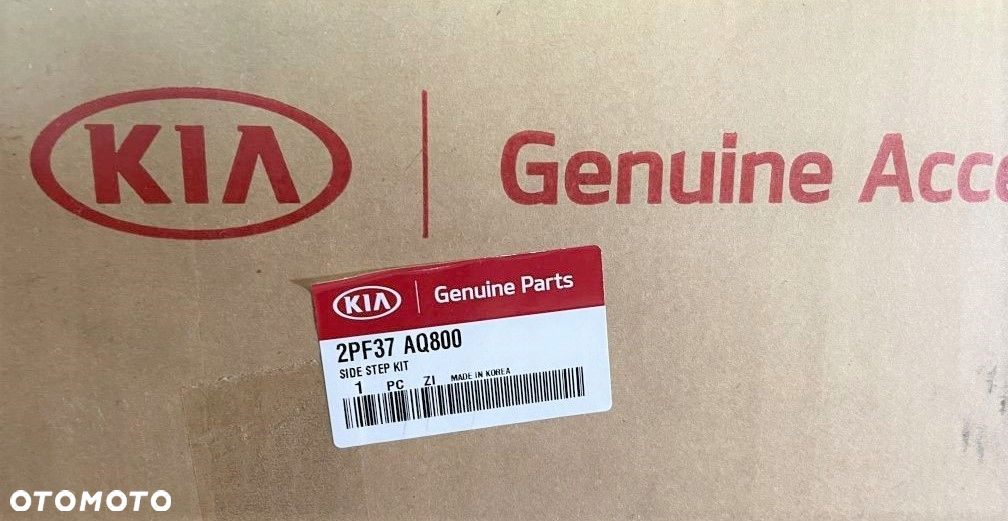 KIA Genuine Acce
KIA Genuine Parts
2PF37 AQ800
SIDE STEP KIT
1 PC ZI MADE IN KOREA
OTOMOTO